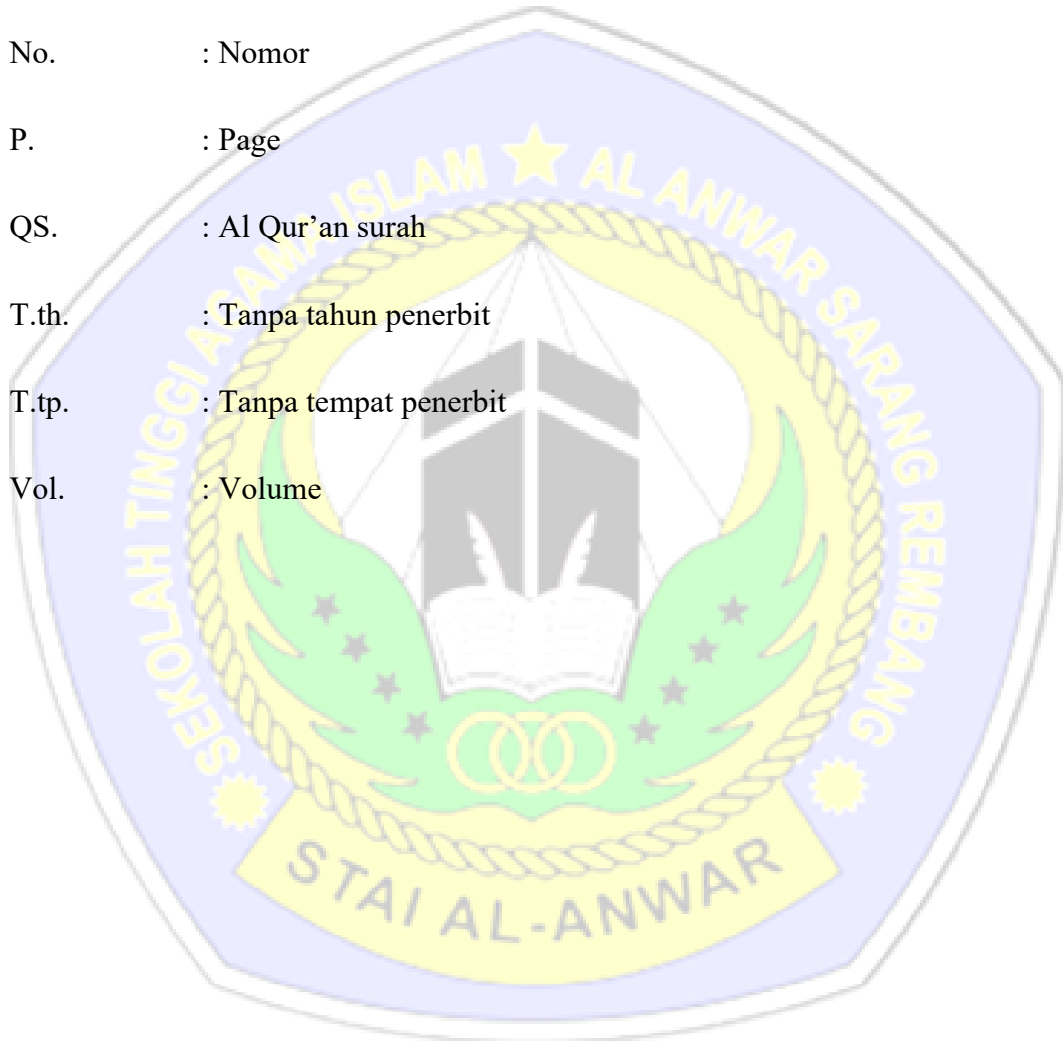 No. : Nomor
P. : Page
QS. : Al Qur’an surah
T.th. : Tanpa tahun penerbit
T.tp. : Tanpa tempat penerbit
Vol. : Volume
SEKOLAH TINGGI AGAMA ISLAM ★ AL ANWAR SARANG REMBANG
STAI AL-ANWAR